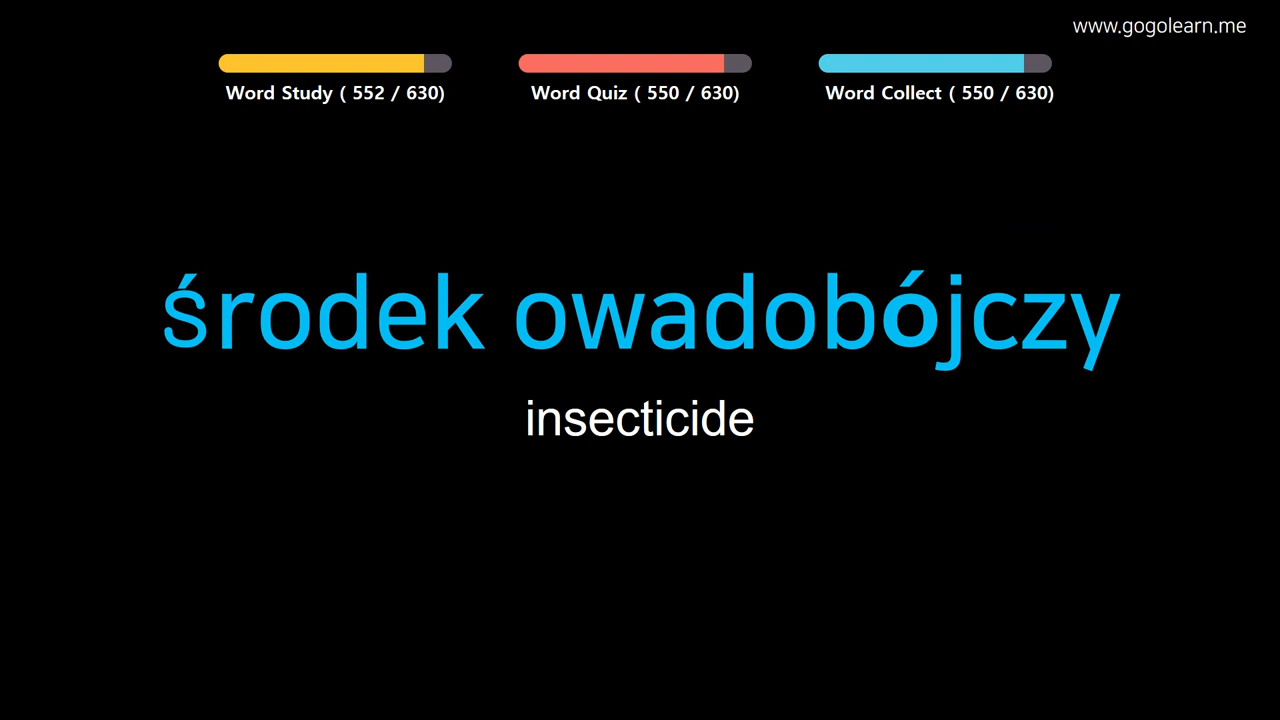 www.gogolearn.me
Word Study ( 552 / 630)
Word Quiz ( 550 / 630)
Word Collect ( 550 / 630)
środek owadobójczy
insecticide